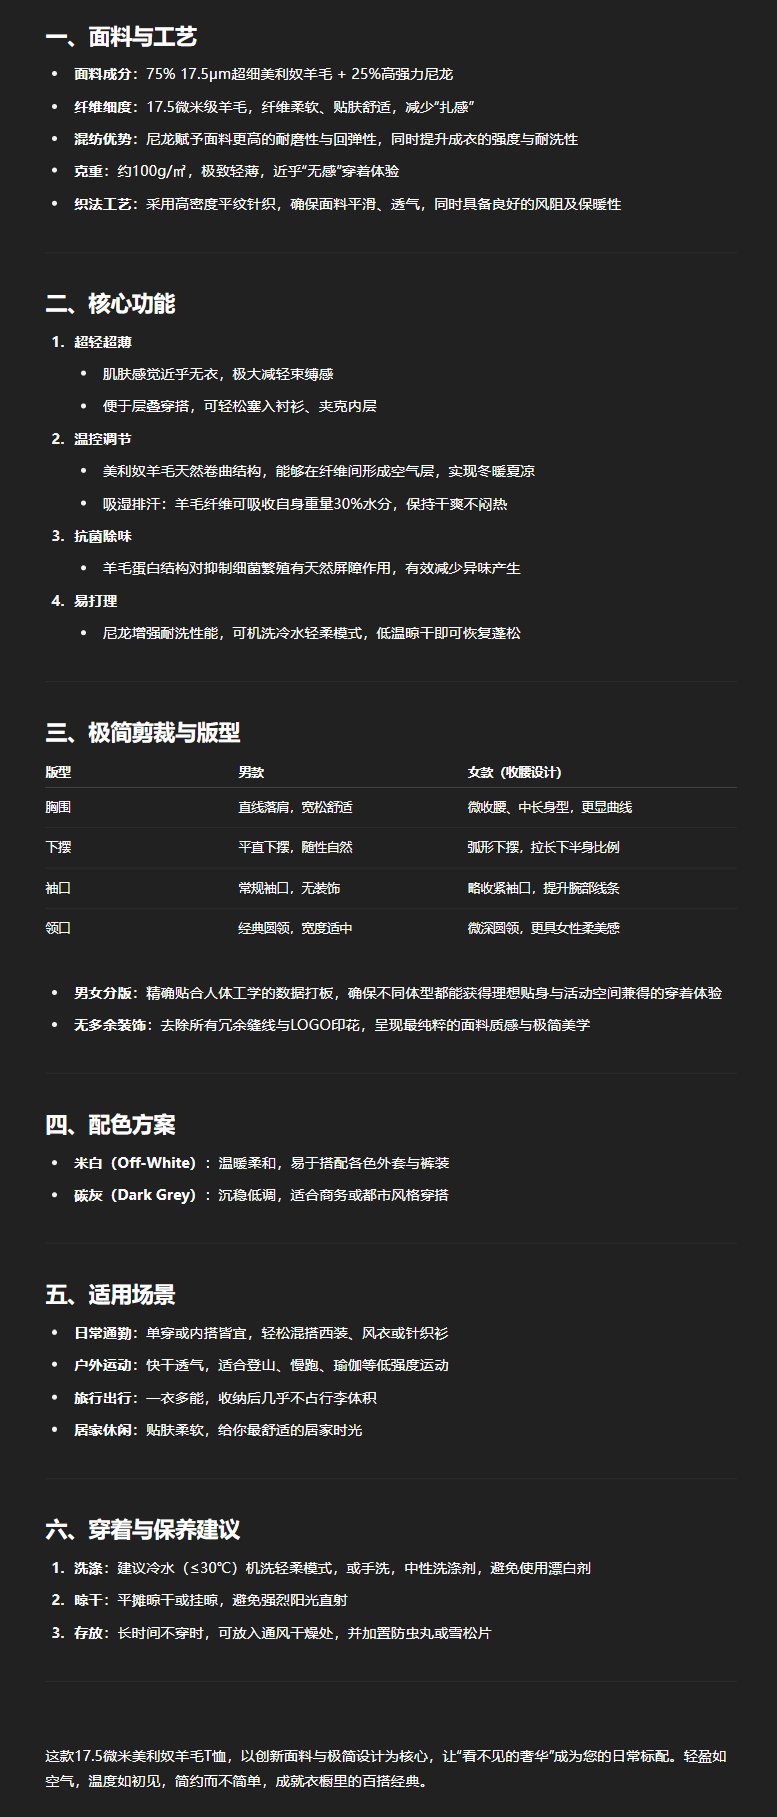 一、面料与工艺
• 面料成分：75% 17.5μm超细美利奴羊毛 + 25%高强力尼龙
• 纤维细度：17.5微米级羊毛，纤维柔软、贴肤舒适，减少“扎感”
• 混纺优势：尼龙赋予面料更高的耐磨性与回弹性，同时提升成衣的强度与耐洗性
• 克重：约100g/㎡，极致轻薄，近乎“无感”穿着体验
• 织法工艺：采用高密度平纹针织，确保面料平滑、透气，同时具备良好的风阻及保暖性
二、核心功能
1. 超轻超薄
• 肌肤感觉近乎无衣，极大减轻束缚感
• 便于层叠穿搭，可轻松塞入衬衫、夹克内层
2. 温控调节
• 美利奴羊毛天然卷曲结构，能够在纤维间形成空气层，实现冬暖夏凉
• 吸湿排汗：羊毛纤维可吸收自身重量30%水分，保持干爽不闷热
3. 抗菌除味
• 羊毛蛋白结构对抑制细菌繁殖有天然屏障作用，有效减少异味产生
4. 易打理
• 尼龙增强耐洗性能，可机洗冷水轻柔模式，低温晾干即可恢复蓬松
三、极简剪裁与版型
版型 男款 女款（收腰设计）
胸围 直线落肩，宽松舒适 微收腰、中长身型，更显曲线
下摆 平直下摆，随性自然 弧形下摆，拉长下半身比例
袖口 常规袖口，无装饰 略收紧袖口，提升腕部线条
领口 经典圆领，宽度适中 微深圆领，更具女性柔美感
• 男女分版：精确贴合人体工学的数据打板，确保不同体型都能获得理想贴身与活动空间兼得的穿着体验
• 无多余装饰：去除所有冗余缝线与LOGO印花，呈现最纯粹的面料质感与极简美学
四、配色方案
• 米白（Off-White）：温暖柔和，易于搭配各色外套与裤装
• 碳灰（Dark Grey）：沉稳低调，适合商务或都市风格穿搭
五、适用场景
• 日常通勤：单穿或内搭皆宜，轻松混搭西装、风衣或针织衫
• 户外运动：快干透气，适合登山、慢跑、瑜伽等低强度运动
• 旅行出行：一衣多能，收纳后几乎不占行李体积
• 居家休闲：贴肤柔软，给你最舒适的居家时光
六、穿着与保养建议
1. 洗涤：建议冷水（≤30℃）机洗轻柔模式，或手洗，中性洗涤剂，避免使用漂白剂
2. 晾干：平摊晾干或挂晾，避免强烈阳光直射
3. 存放：长时间不穿时，可放入通风干燥处，并加置防虫丸或雪松片
这款17.5微米美利奴羊毛T恤，以创新面料与极简设计为核心，让“看不见的奢华”成为您的日常标配。轻盈如
空气，温度如初见，简约而不简单，成就衣橱里的百搭经典。